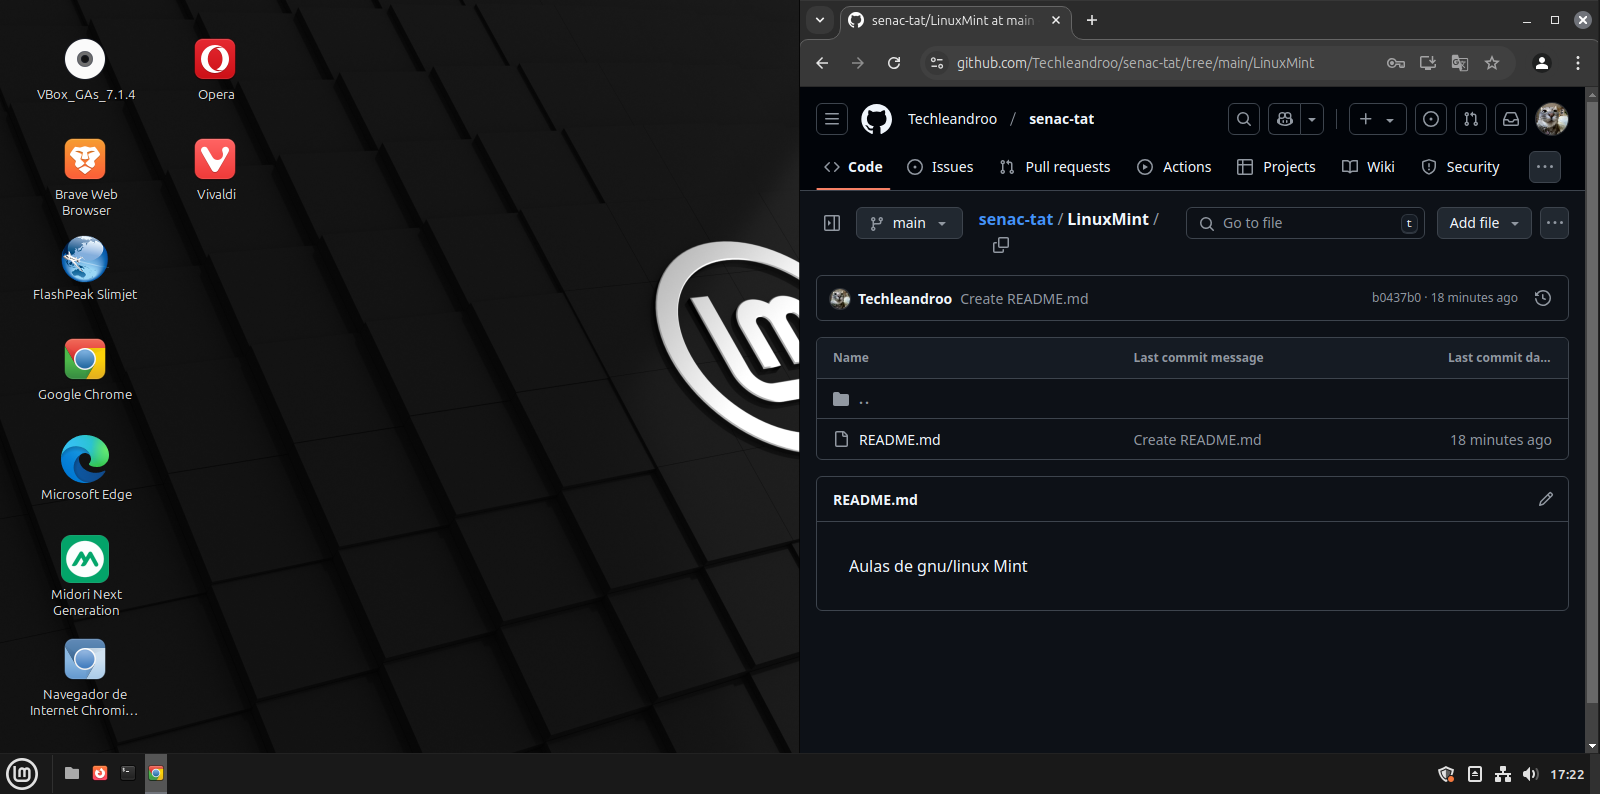 VBox_GAs_7.1.4
Opera
Brave Web
Browser
Vivaldi
FlashPeak Slimjet
Google Chrome
Microsoft Edge
Midori Next
Generation
Navegador de
Internet Chromi...
senac-tat/LinuxMint at main
github.com/Techleandroo/senac-tat/tree/main/LinuxMint
Techleandroo / senac-tat
Code Issues Pull requests Actions Projects Wiki Security
main senac-tat / LinuxMint / Go to file t Add file
Techleandroo Create README.md b0437b0 · 18 minutes ago
Name Last commit message Last commit da...
..
README.md Create README.md 18 minutes ago
README.md
Aulas de gnu/linux Mint
17:22